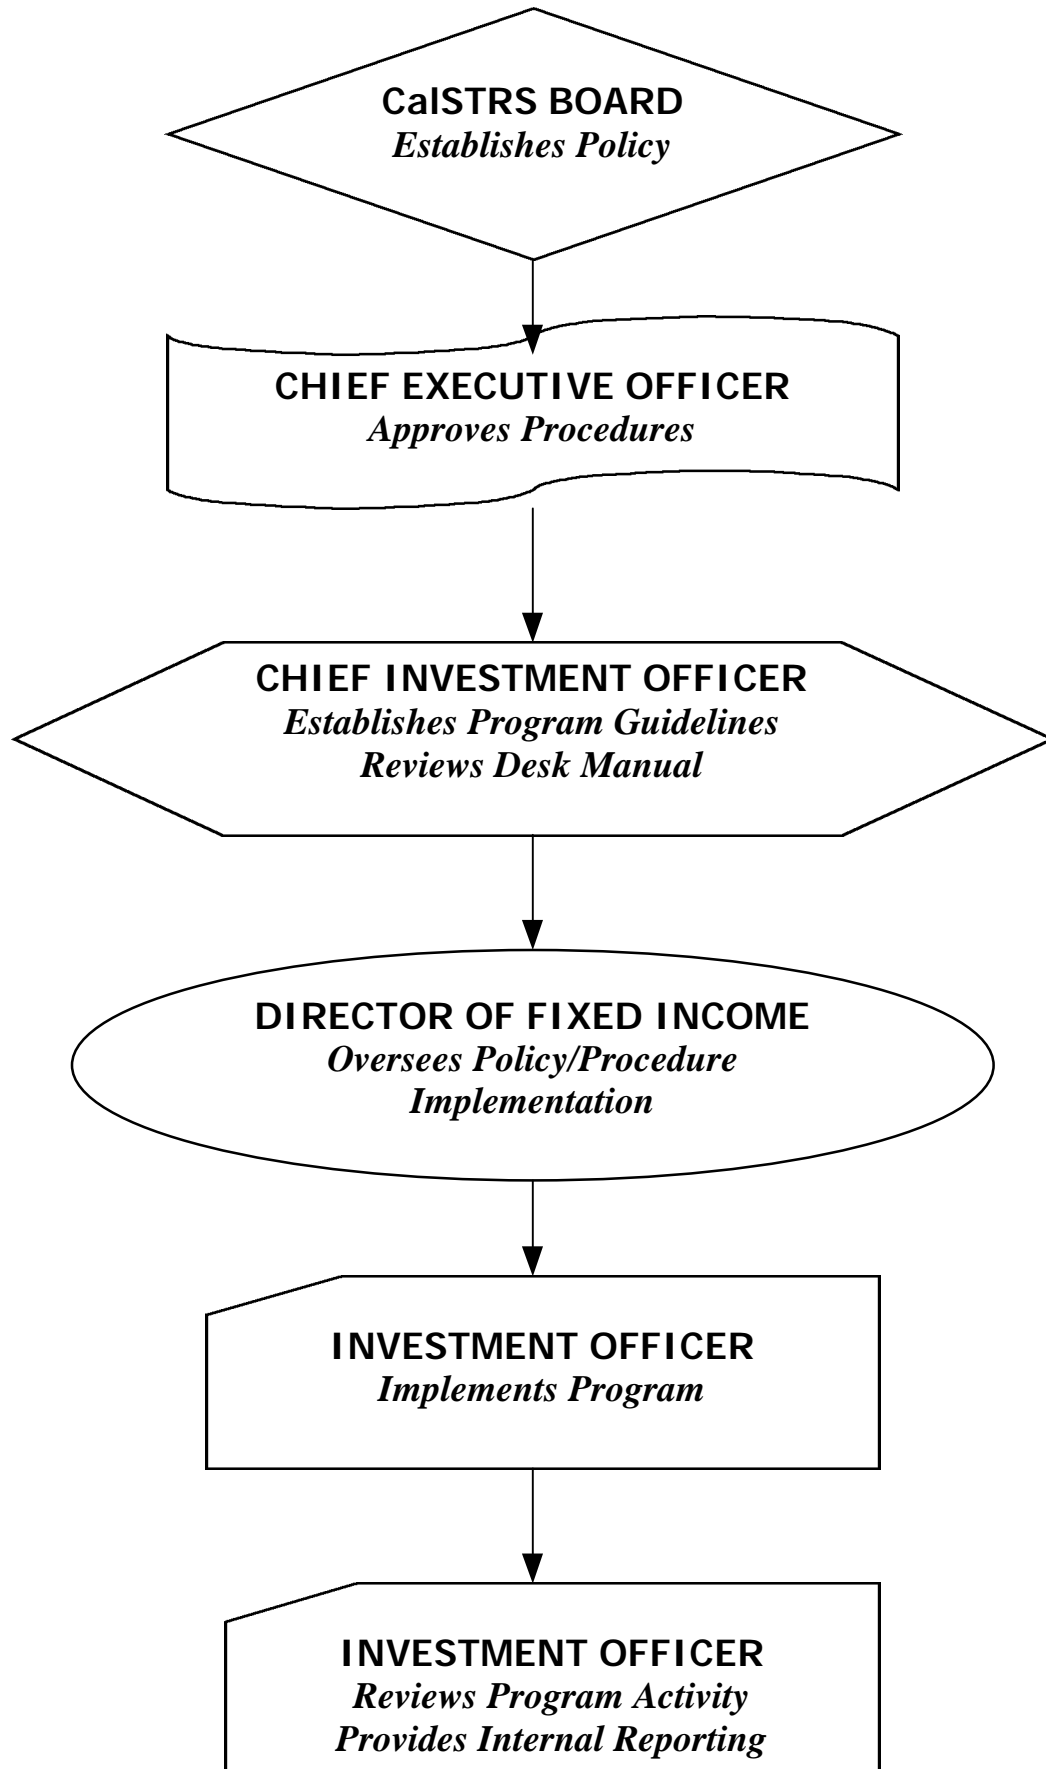 CalSTRS BOARD
Establishes Policy
CHIEF EXECUTIVE OFFICER
Approves Procedures
CHIEF INVESTMENT OFFICER
Establishes Program Guidelines
Reviews Desk Manual
DIRECTOR OF FIXED INCOME
Oversees Policy/Procedure
Implementation
INVESTMENT OFFICER
Implements Program
INVESTMENT OFFICER
Reviews Program Activity
Provides Internal Reporting